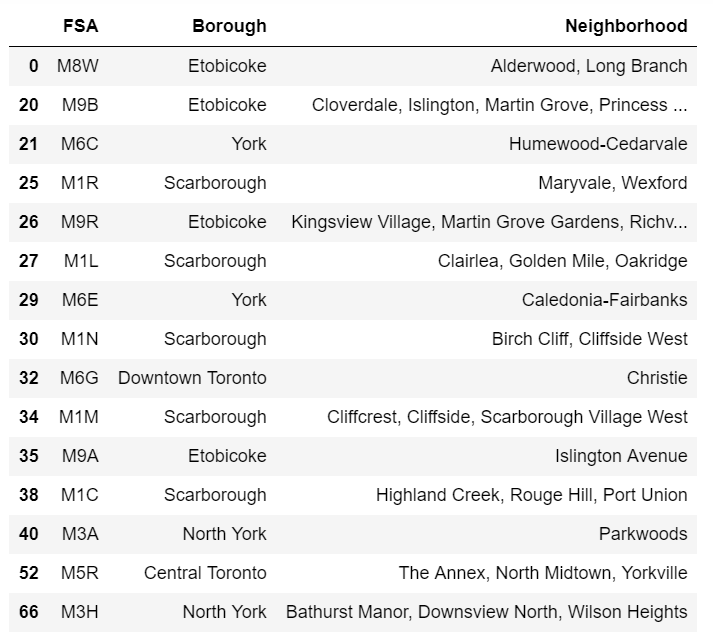 FSA Borough Neighborhood
0 M8W Etobicoke Alderwood, Long Branch
20 M9B Etobicoke Cloverdale, Islington, Martin Grove, Princess ...
21 M6C York Humewood-Cedarvale
25 M1R Scarborough Maryvale, Wexford
26 M9R Etobicoke Kingsview Village, Martin Grove Gardens, Richv...
27 M1L Scarborough Clairlea, Golden Mile, Oakridge
29 M6E York Caledonia-Fairbanks
30 M1N Scarborough Birch Cliff, Cliffside West
32 M6G Downtown Toronto Christie
34 M1M Scarborough Cliffcrest, Cliffside, Scarborough Village West
35 M9A Etobicoke Islington Avenue
38 M1C Scarborough Highland Creek, Rouge Hill, Port Union
40 M3A North York Parkwoods
52 M5R Central Toronto The Annex, North Midtown, Yorkville
66 M3H North York Bathurst Manor, Downsview North, Wilson Heights